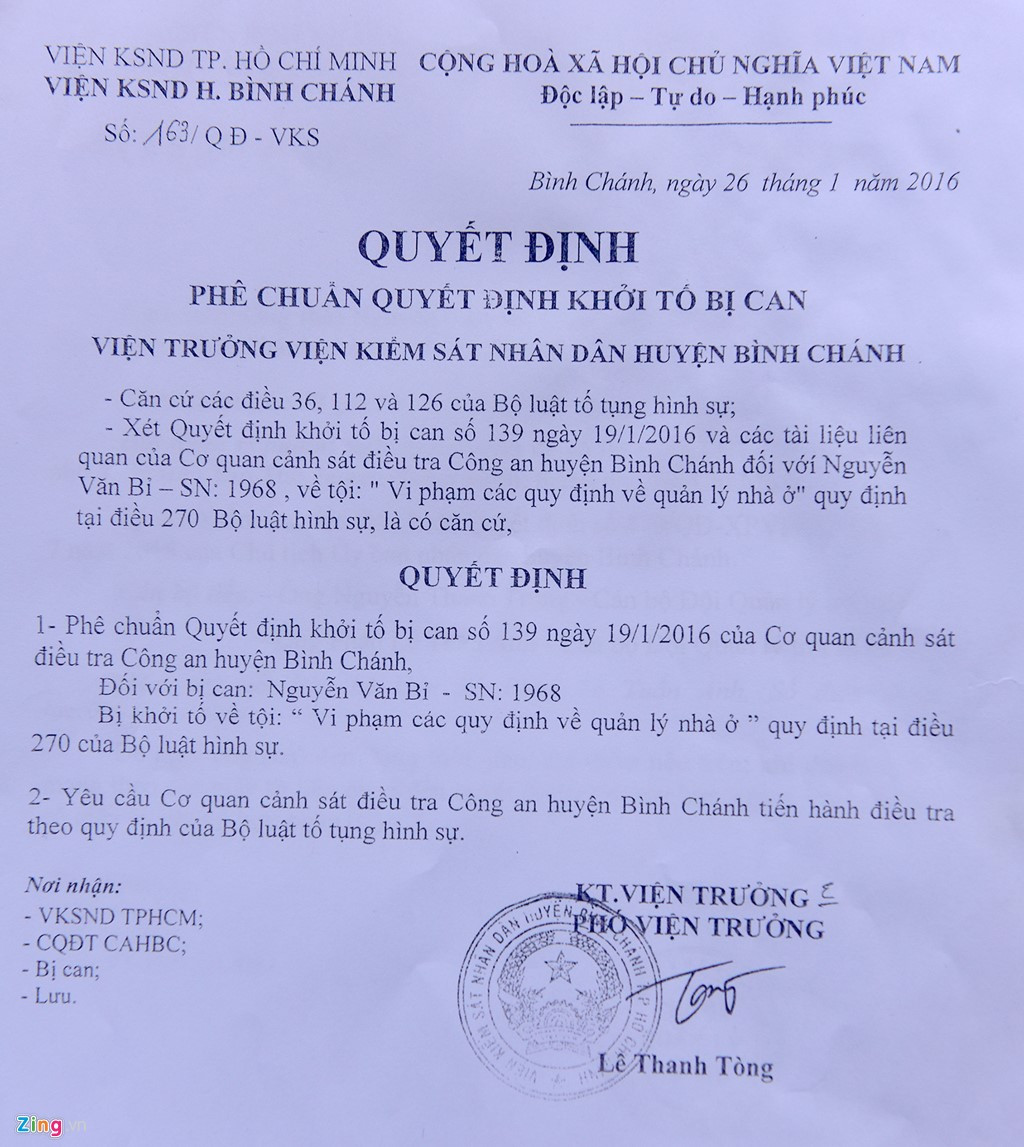 VIỆN KSND TP. HỒ CHÍ MINH
VIỆN KSND H. BÌNH CHÁNH
Số: 163/ Q Đ - VKS
CỘNG HOÀ XÃ HỘI CHỦ NGHĨA VIỆT NAM
Độc lập – Tự do – Hạnh phúc
Bình Chánh, ngày 26 tháng 1 năm 2016
QUYẾT ĐỊNH
PHÊ CHUẨN QUYẾT ĐỊNH KHỞI TỐ BỊ CAN
VIỆN TRƯỞNG VIỆN KIỂM SÁT NHÂN DÂN HUYỆN BÌNH CHÁNH
- Căn cứ các điều 36, 112 và 126 của Bộ luật tố tụng hình sự;
- Xét Quyết định khởi tố bị can số 139 ngày 19/1/2016 và các tài liệu liên
quan của Cơ quan cảnh sát điều tra Công an huyện Bình Chánh đối với Nguyễn
Văn Bỉ – SN: 1968 , về tội: " Vi phạm các quy định về quản lý nhà ở" quy định
tại điều 270 Bộ luật hình sự, là có căn cứ,
QUYẾT ĐỊNH
1- Phê chuẩn Quyết định khởi tố bị can số 139 ngày 19/1/2016 của Cơ quan cảnh sát
điều tra Công an huyện Bình Chánh,
Đối với bị can: Nguyễn Văn Bỉ - SN: 1968
Bị khởi tố về tội: “ Vi phạm các quy định về quản lý nhà ở ” quy định tại điều
270 của Bộ luật hình sự.
2- Yêu cầu Cơ quan cảnh sát điều tra Công an huyện Bình Chánh tiến hành điều tra
theo quy định của Bộ luật tố tụng hình sự.
Nơi nhận:
- VKSND TPHCM;
- CQĐT CAHBC;
- Bị can;
- Lưu.
KT.VIỆN TRƯỞNG
PHÓ VIỆN TRƯỞNG
VIỆN KIỂM SÁT NHÂN DÂN HUYỆN BÌNH CHÁNH
Lê Thanh Tòng
Zing.vn